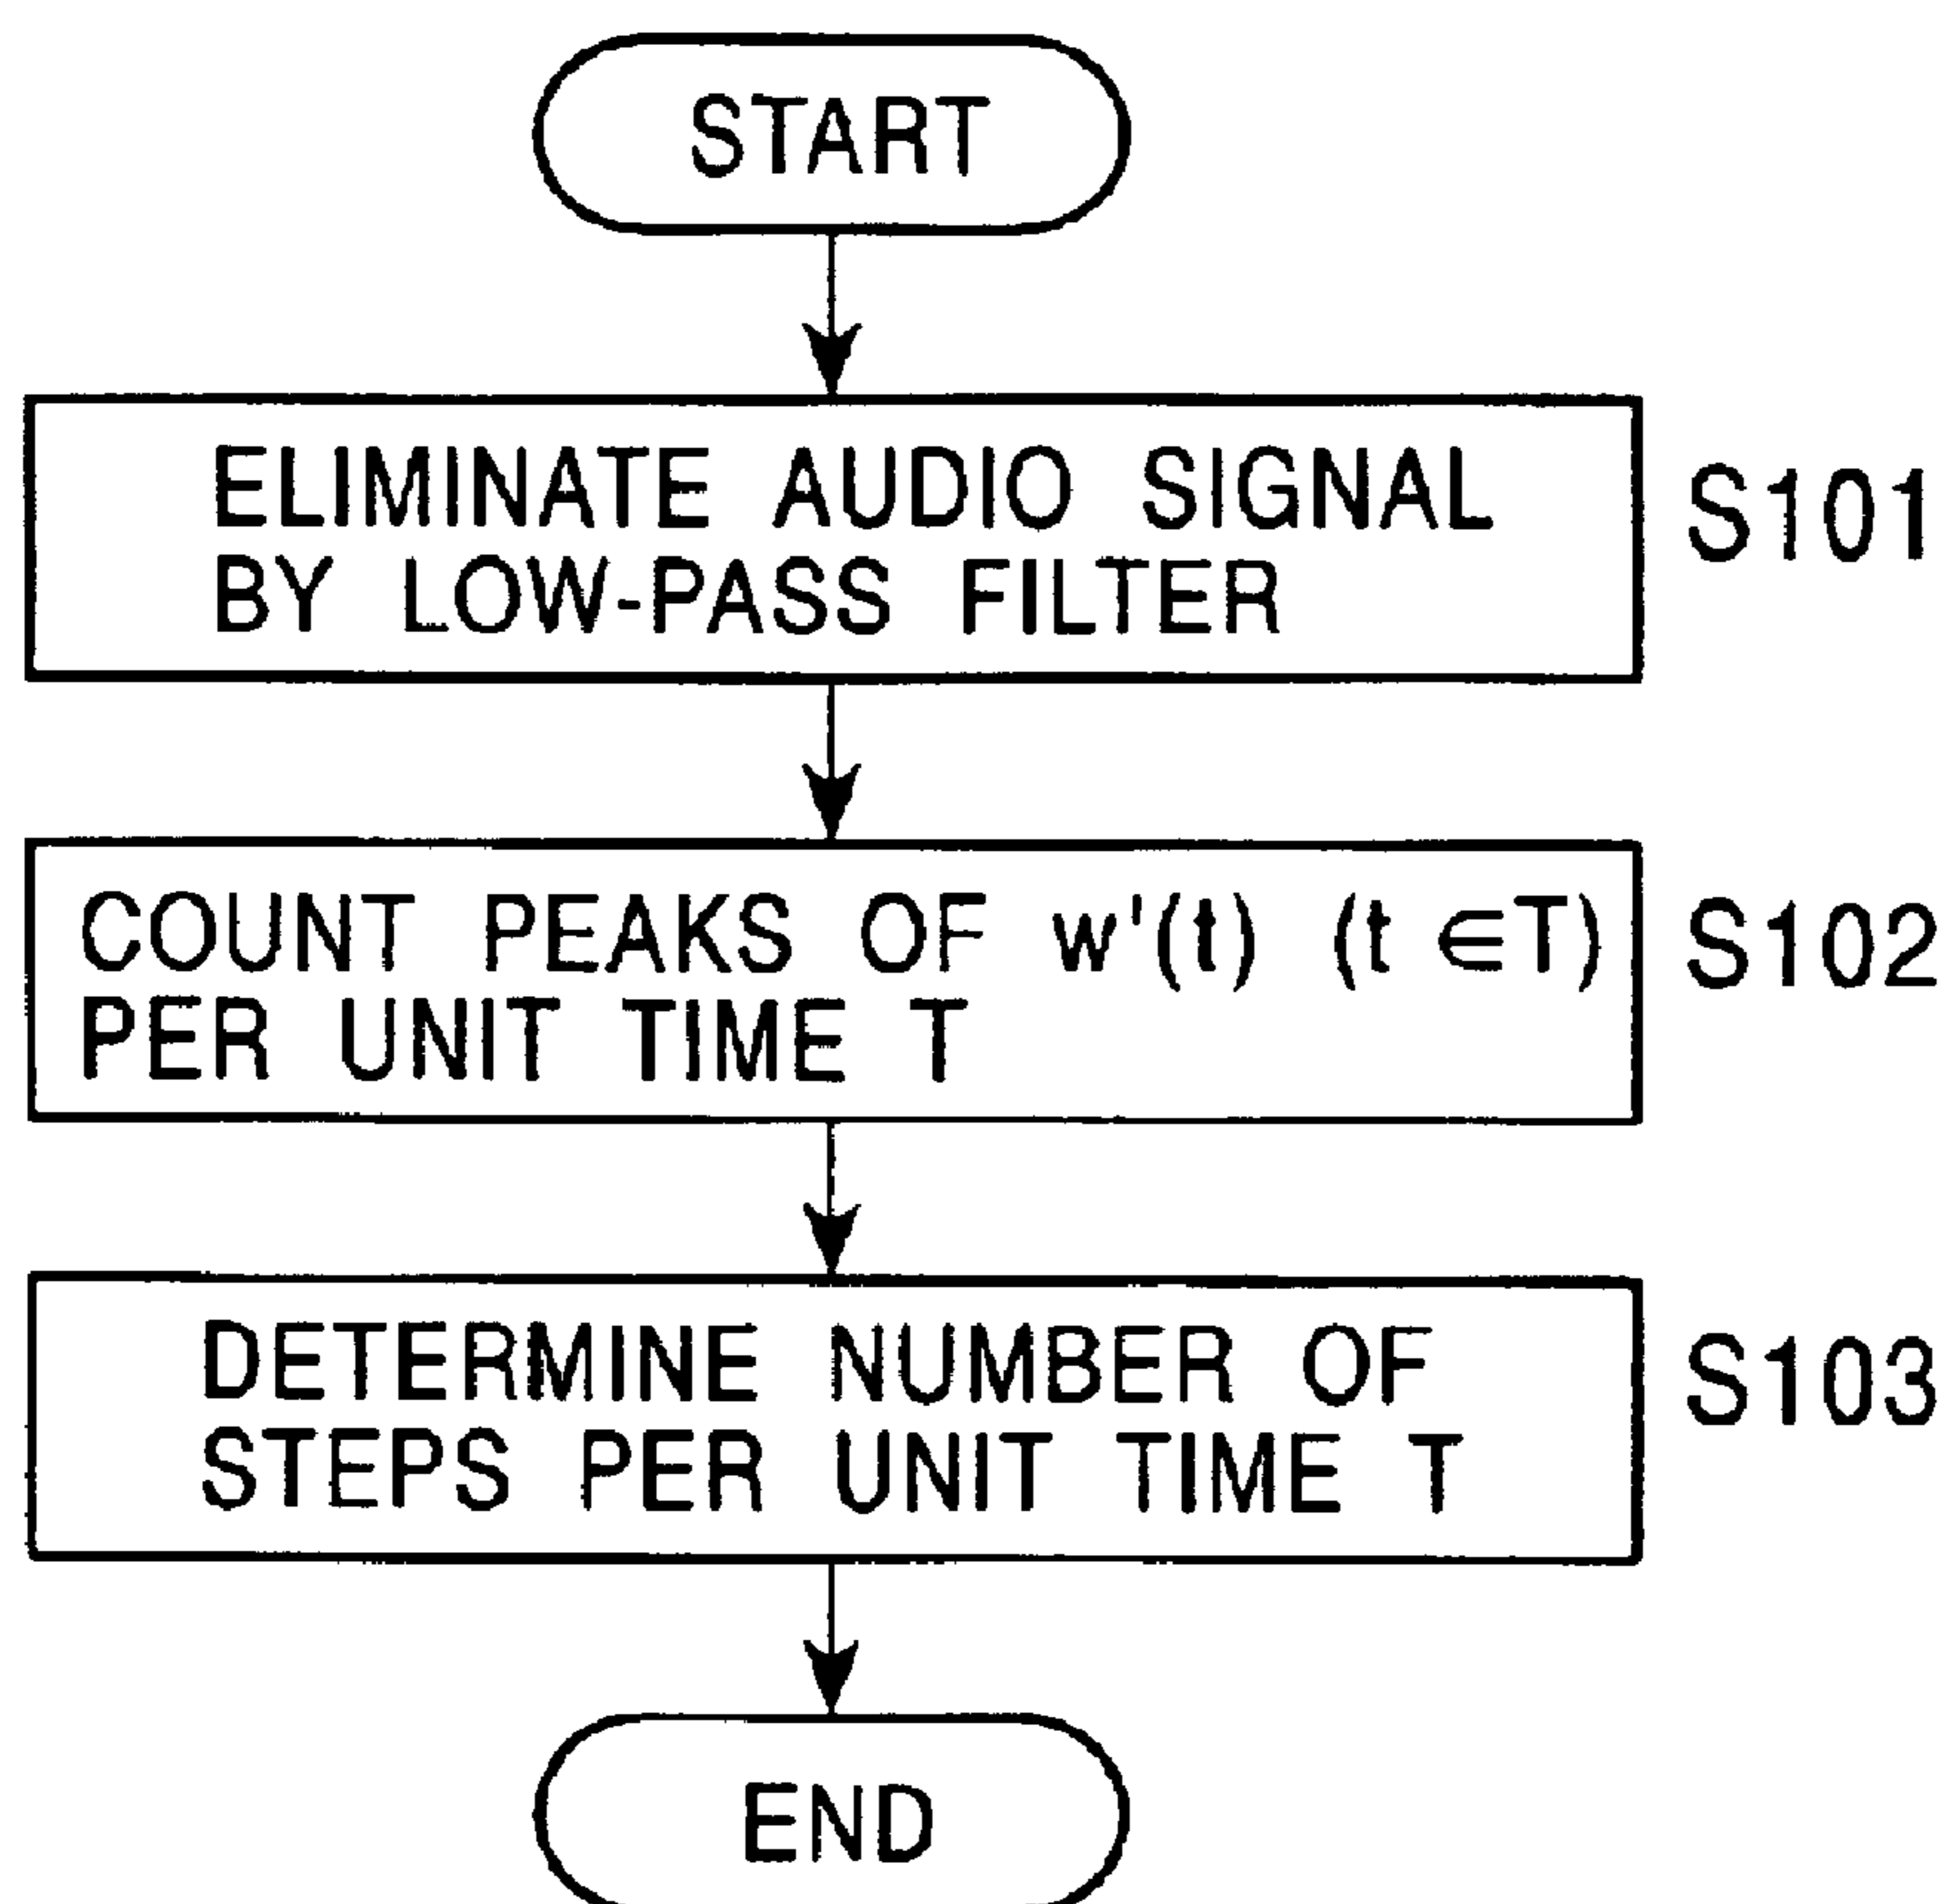 START
ELIMINATE AUDIO SIGNAL
BY LOW-PASS FILTER
S101
COUNT PEAKS OF w'(t) (t ∈T)
PER UNIT TIME T
S102
DETERMINE NUMBER OF
STEPS PER UNIT TIME T
S103
END